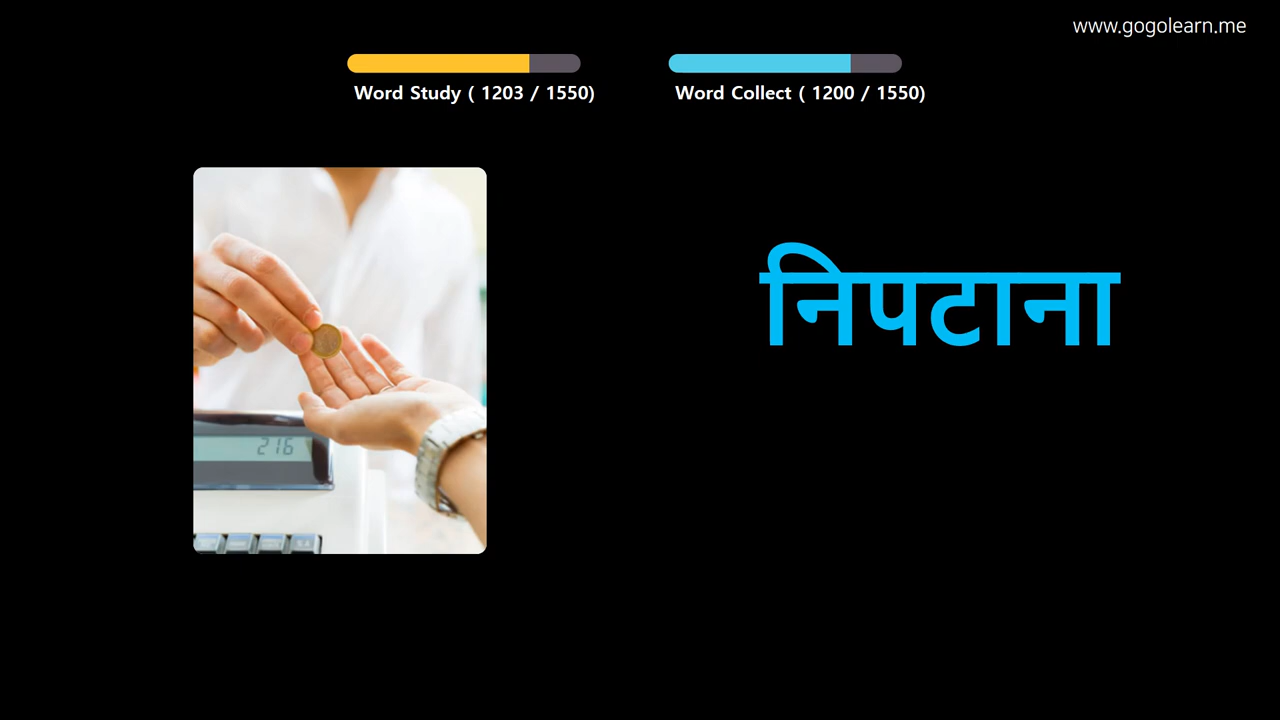 www.gogolearn.me
Word Study ( 1203 / 1550)
Word Collect ( 1200 / 1550)
निपटाना
216